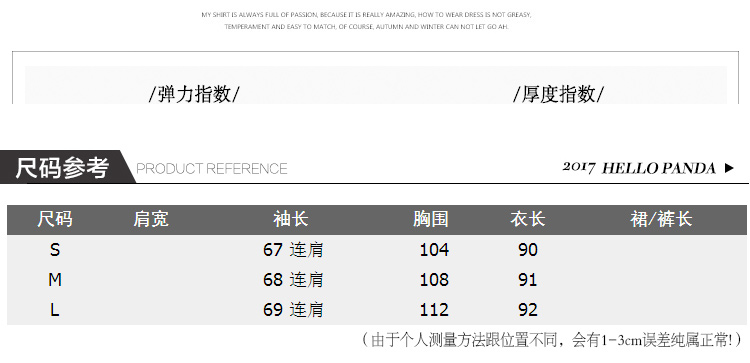 MY SHIRT IS ALWAYS FULL OF PASSION, BECAUSE IT IS REALLY AMAZING, HOW TO WEAR DRESS IS NOT GREASY,
TEMPERAMENT AND EASY TO MATCH. OF COURSE, AUTUMN AND WINTER CAN NOT LET GO AH.
/弹力指数/ /厚度指数/
尺码参考 PRODUCT REFERENCE 2017 HELLO PANDA
尺码 肩宽 袖长 胸围 衣长 裙/裤长
S 67 连肩 104 90
M 68 连肩 108 91
L 69 连肩 112 92
（由于个人测量方法跟位置不同，会有1-3cm误差纯属正常!）